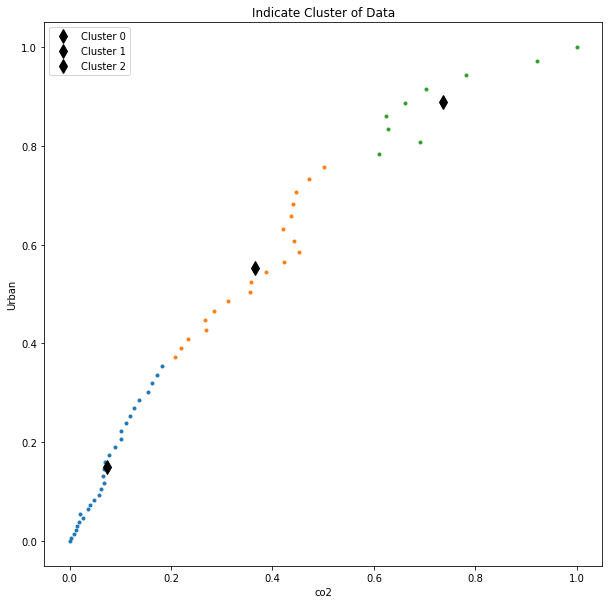 Indicate Cluster of Data
Cluster 0
Cluster 1
Cluster 2
1.0
0.8
0.6
0.4
0.2
0.0
Urban
0.0 0.2 0.4 0.6 0.8 1.0
co2